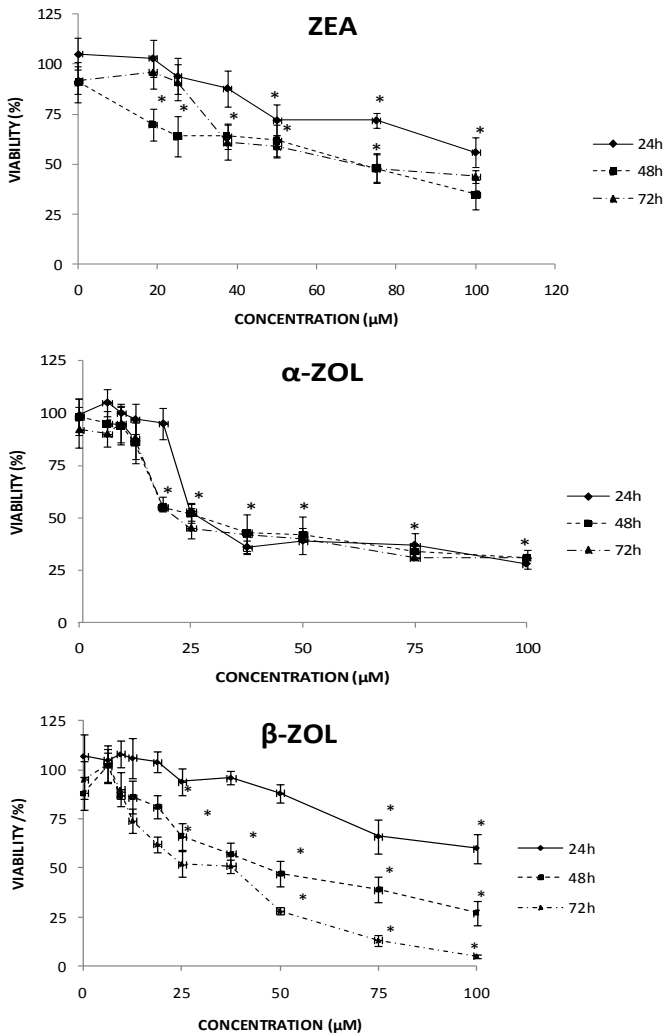 ZEA
VIABILITY (%)
125
100
75
50
25
0
* * * * * * * * *
0 20 40 60 80 100 120
CONCENTRATION (µM)
24h
48h
72h
α-ZOL
VIABILITY (%)
125
100
75
50
25
0
* * * * * *
0 25 50 75 100
CONCENTRATION (µM)
24h
48h
72h
β-ZOL
VIABILITY /%)
125
100
75
50
25
0
* * * * * * * * * * * *
0 25 50 75 100
CONCENTRATION (µM)
24h
48h
72h